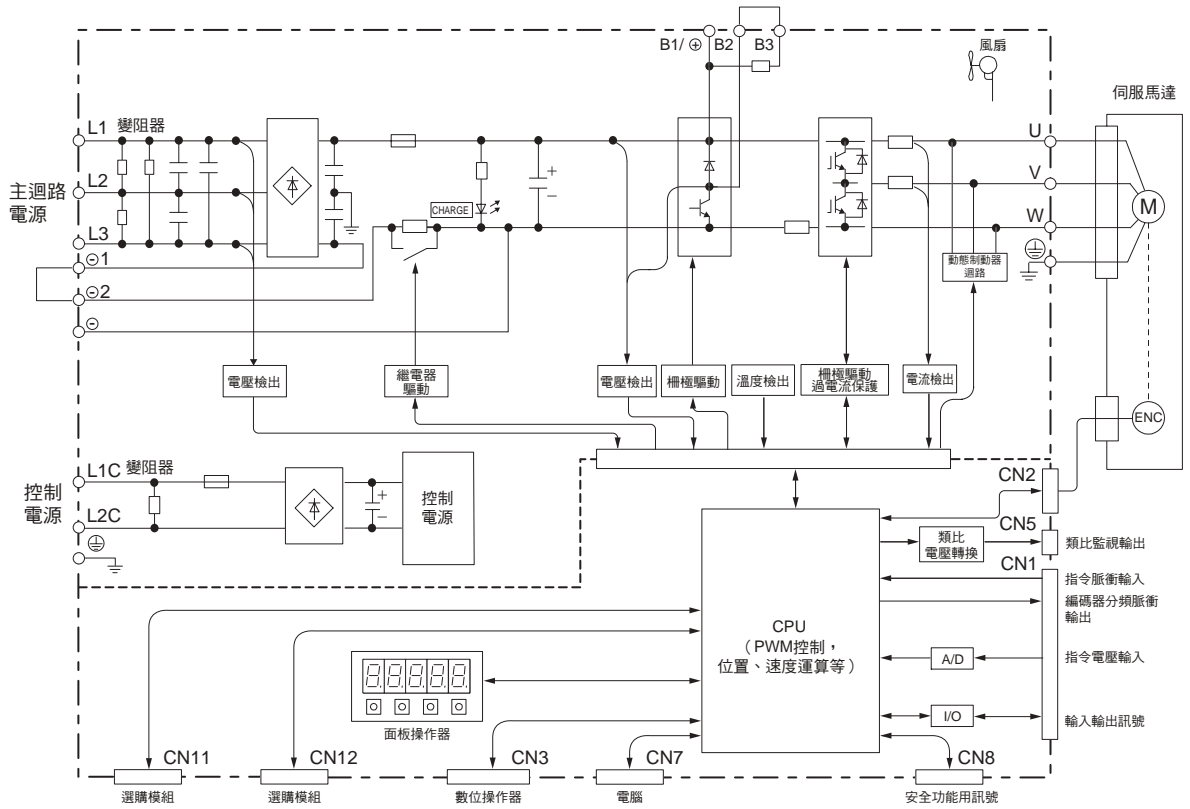 B1/⊕ B2 B3
風扇
伺服馬達
L1 變阻器
U
主迴路
電源
L2
CHARGE
+
−
V
M
L3
W
⊖1
動態制動器
迴路
⊖2
⊖
電壓檢出
繼電器
驅動
電壓檢出
柵極驅動
溫度檢出
柵極驅動
過電流保護
電流檢出
ENC
控制
電源
L1C 變阻器
L2C
+
−
控制
電源
CN2
類比
電壓轉換
CN5
類比監視輸出
CN1
指令脈衝輸入
編碼器分頻脈衝
輸出
CPU
（PWM控制，
位置、速度運算等）
A/D
指令電壓輸入
I/O
輸入輸出訊號
8.8.8.8.8.
面板操作器
CN11
CN12
CN3
CN7
CN8
選購模組
選購模組
數位操作器
電腦
安全功能用訊號